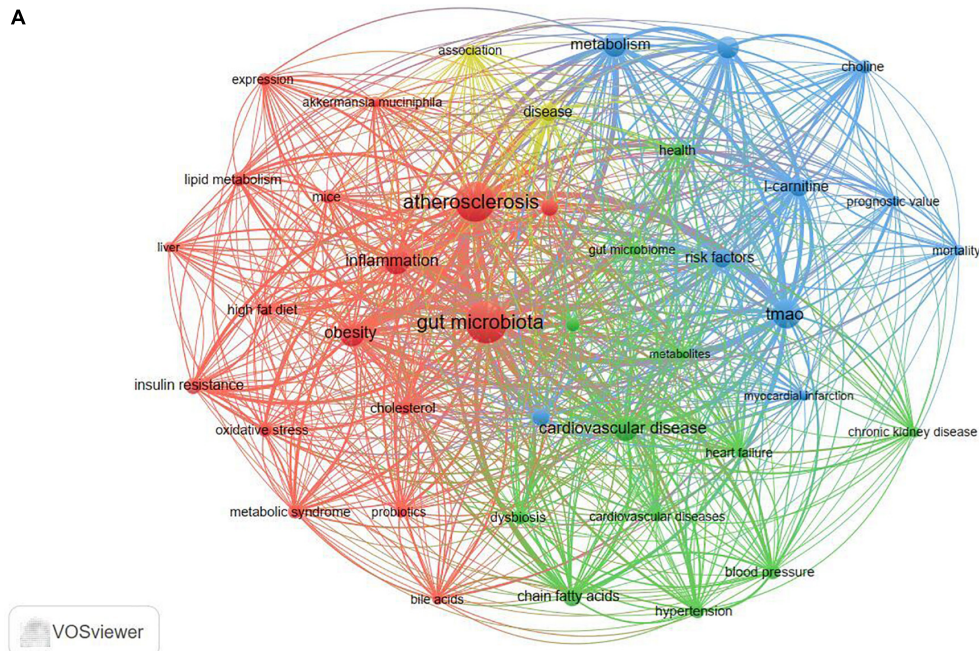 A
association
metabolism
choline
expression
akkermansia muciniphila
disease
health
lipid metabolism
mice
atherosclerosis
l-carnitine
prognostic value
liver
inflammation
gut microbiome
risk factors
mortality
high fat diet
obesity
gut microbiota
tmao
metabolites
insulin resistance
cholesterol
myocardial infarction
oxidative stress
cardiovascular disease
chronic kidney disease
heart failure
metabolic syndrome
probiotics
dysbiosis
cardiovascular diseases
blood pressure
bile acids
chain fatty acids
hypertension
VOSviewer